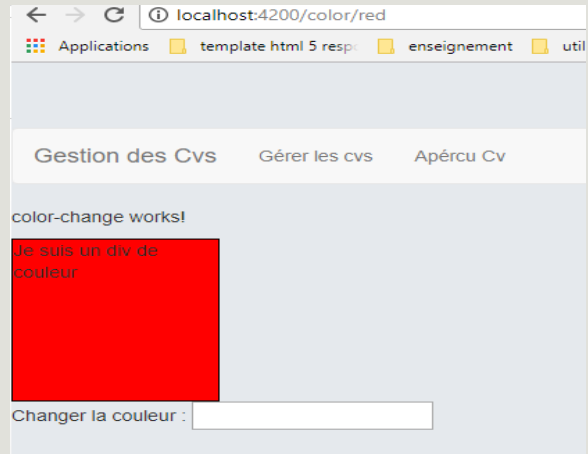 localhost:4200/color/red
Applications template html 5 resp enseignement util
Gestion des Cvs Gérer les cvs Apércu Cv
color-change works!
Je suis un div de
couleur
Changer la couleur :